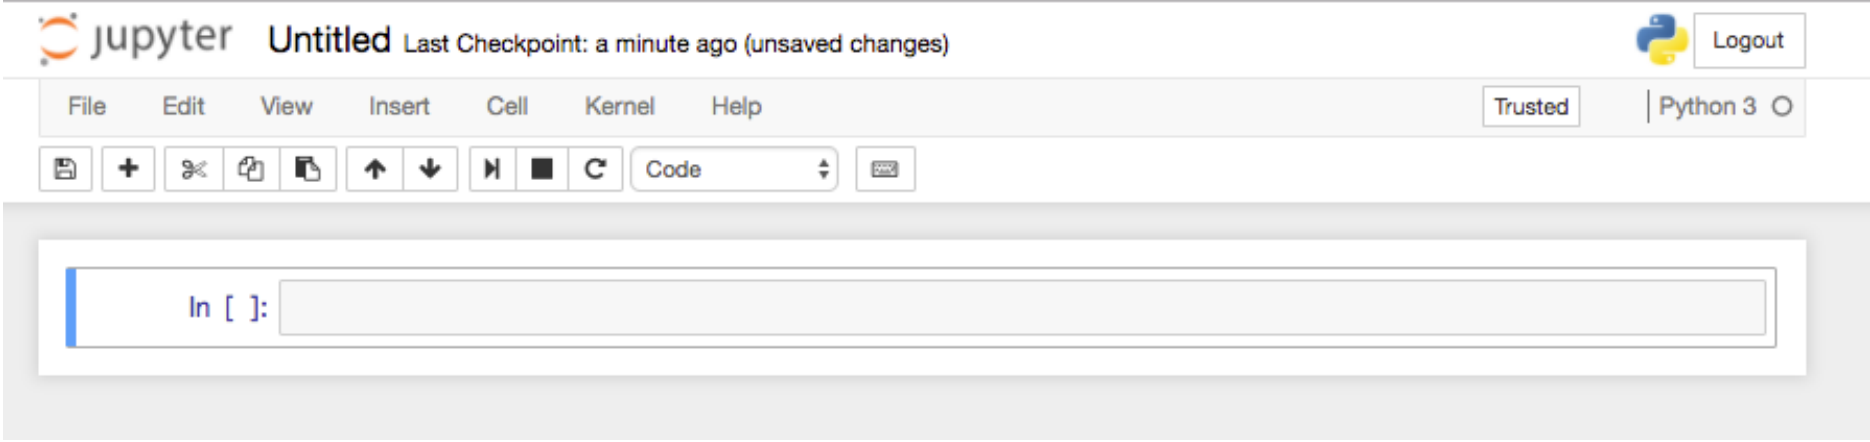 jupyter Untitled Last Checkpoint: a minute ago (unsaved changes) Logout
File Edit View Insert Cell Kernel Help Trusted Python 3
Code
In [ ]: